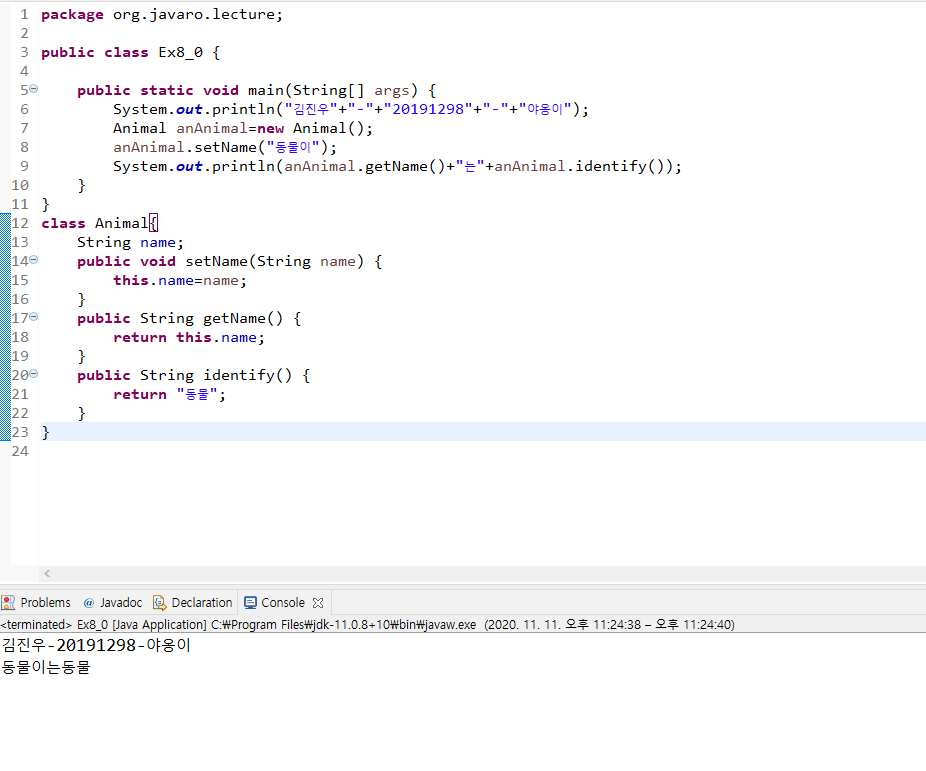 1 package org.javaro.lecture;
2
3 public class Ex8_0 {
4
5 public static void main(String[] args) {
6 System.out.println("김진우"+"-"+"20191298"+"-"+"야옹이");
7 Animal anAnimal=new Animal();
8 anAnimal.setName("동물이");
9 System.out.println(anAnimal.getName()+"는"+anAnimal.identify());
10 }
11 }
12 class Animal{
13 String name;
14 public void setName(String name) {
15 this.name=name;
16 }
17 public String getName() {
18 return this.name;
19 }
20 public String identify() {
21 return "동물";
22 }
23 }
24
Problems @ Javadoc Declaration Console
<terminated> Ex8_0 [Java Application] C:₩Program Files₩jdk-11.0.8+10₩bin₩javaw.exe (2020. 11. 11. 오후 11:24:38 – 오후 11:24:40)
김진우-20191298-야옹이
동물이는동물